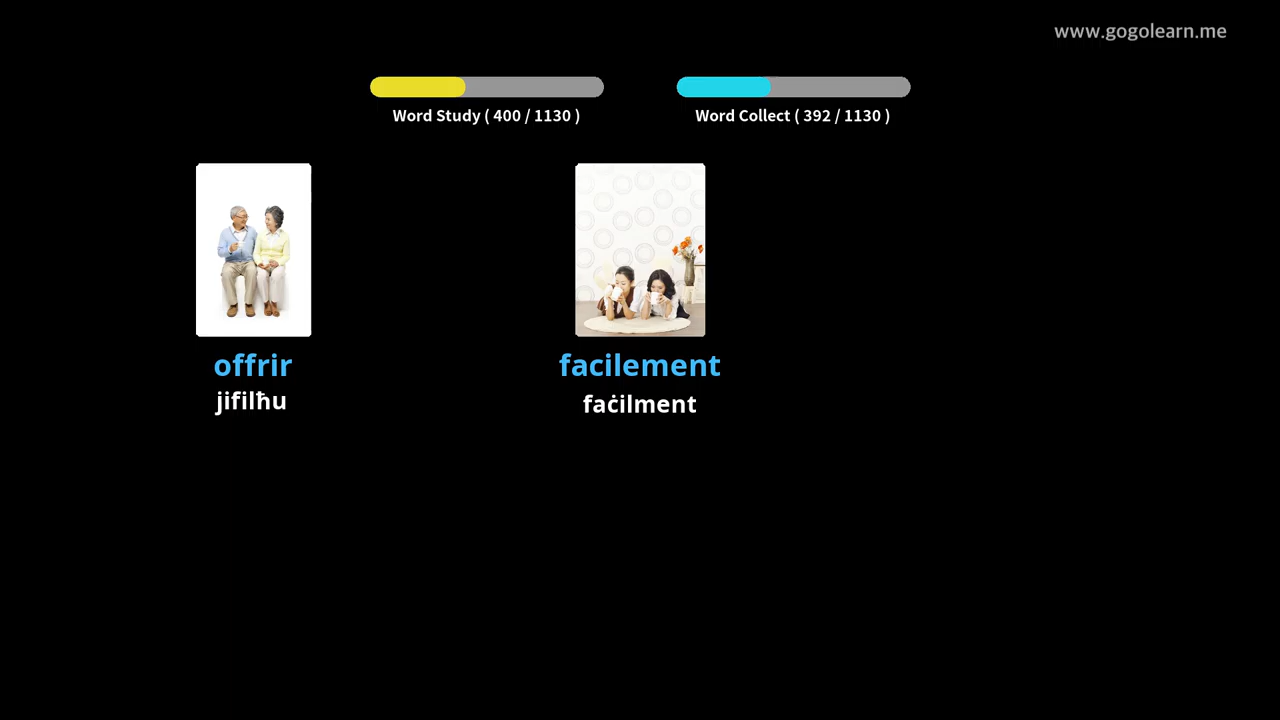 www.gogolearn.me
Word Study ( 400 / 1130 )
Word Collect ( 392 / 1130 )
offrir
jifilħu
facilement
faċilment